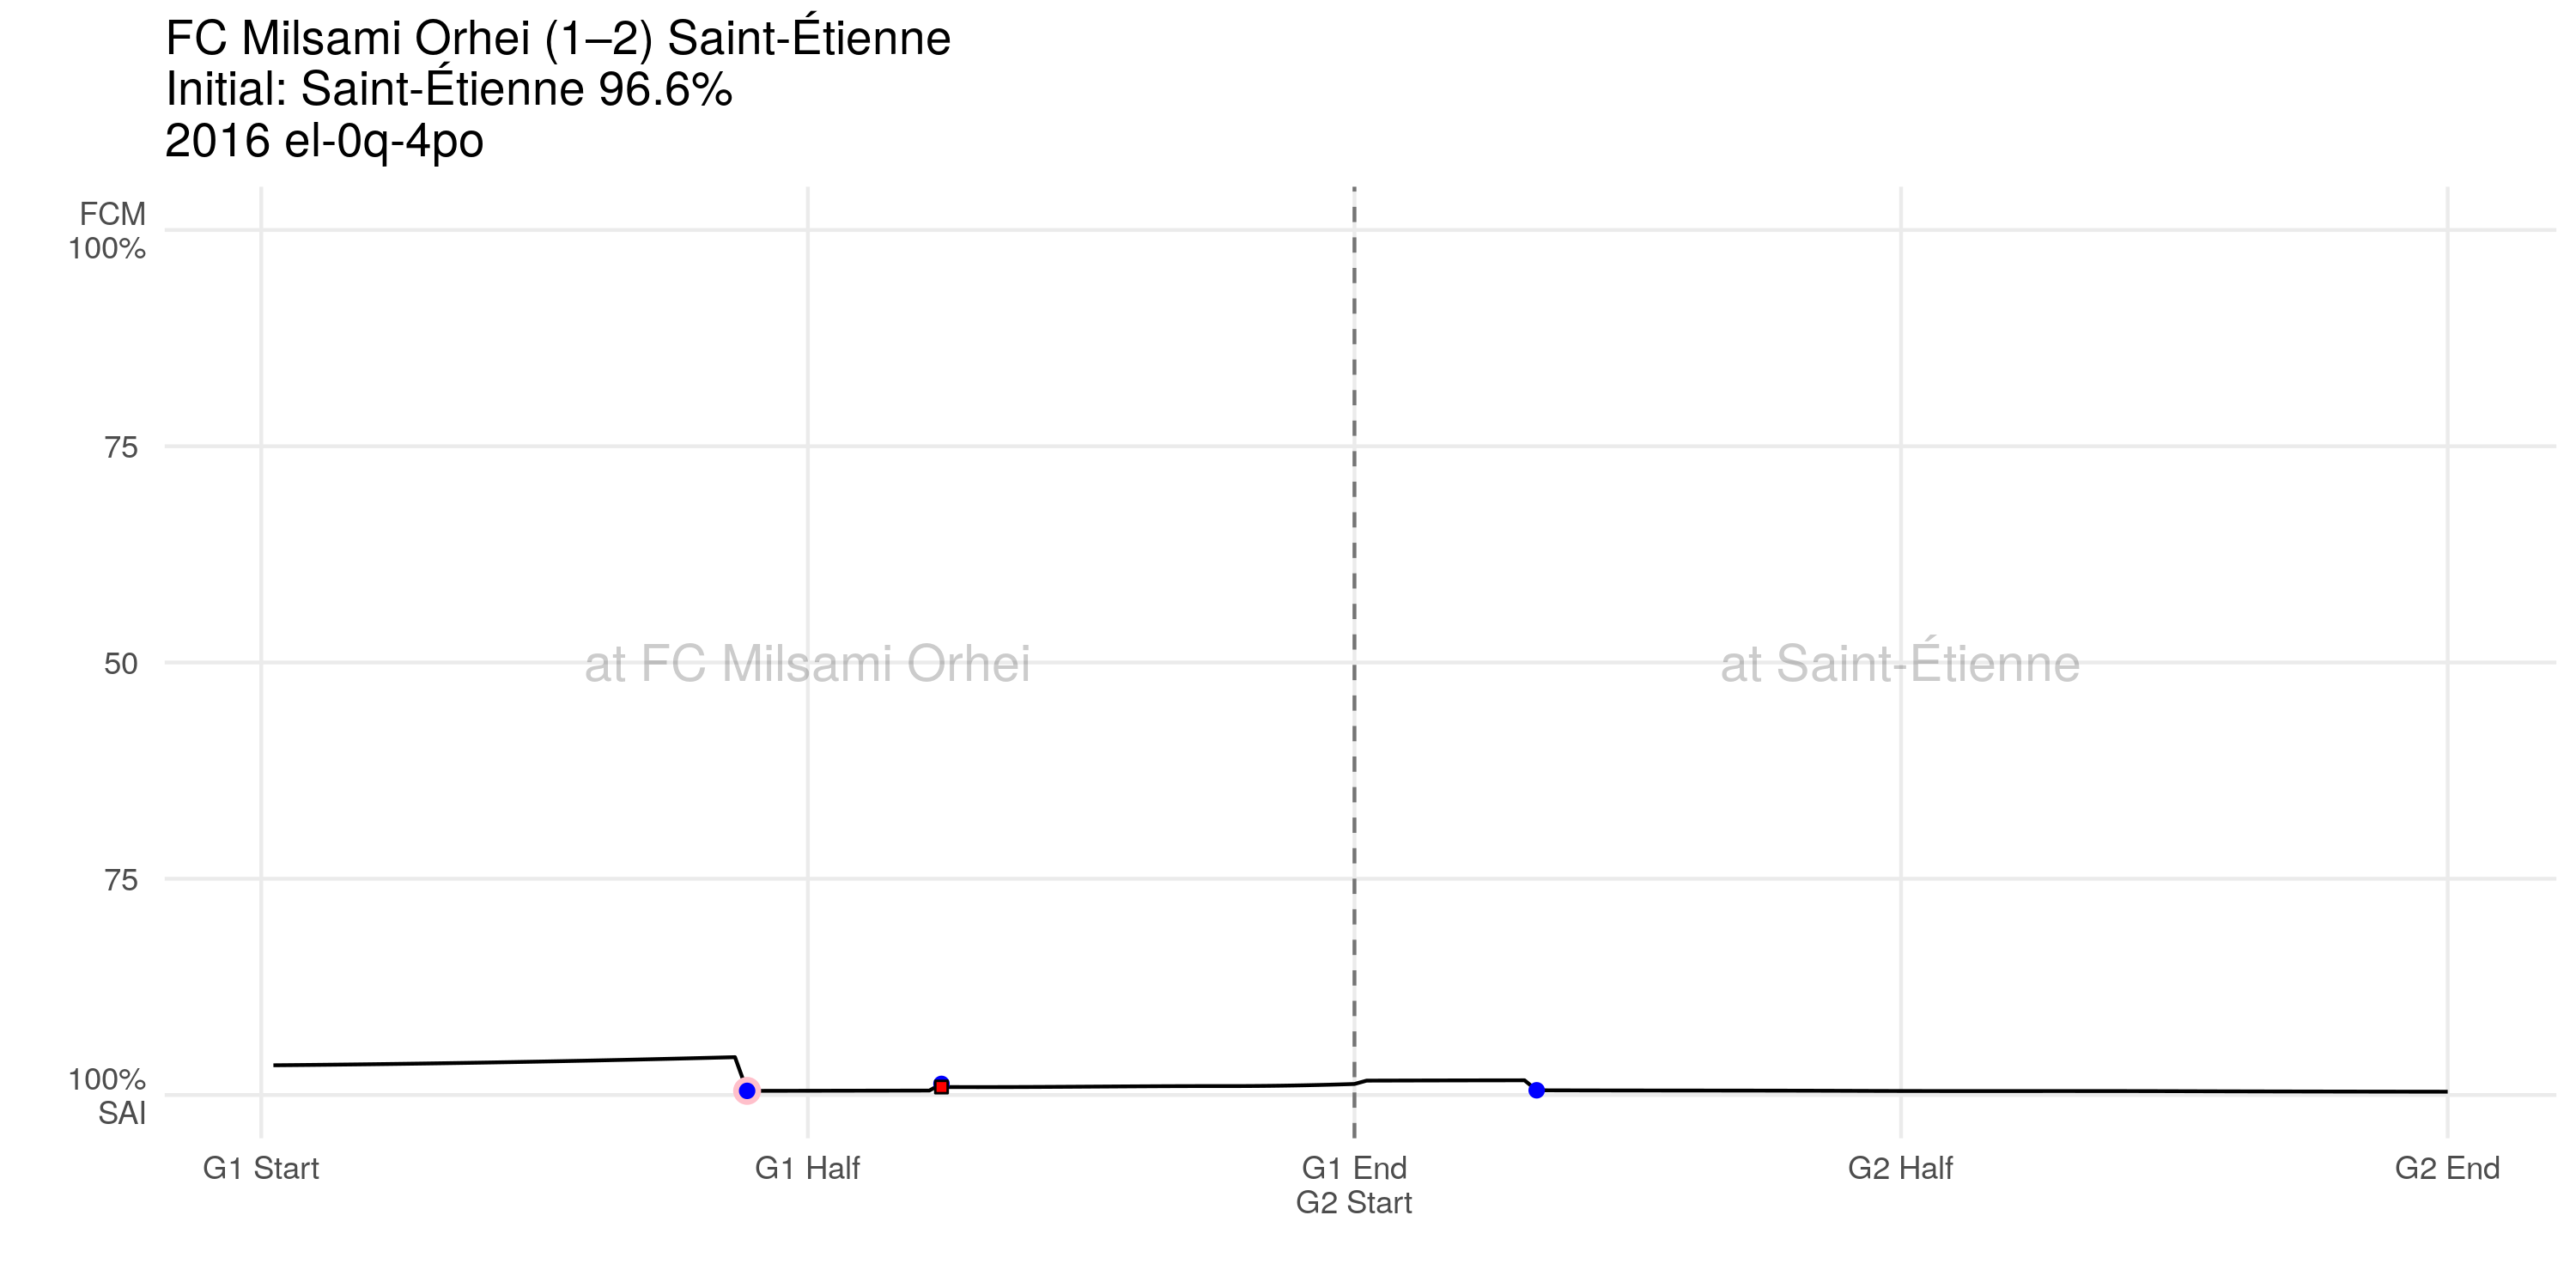 FC Milsami Orhei (1–2) Saint-Étienne
Initial: Saint-Étienne 96.6%
2016 el-0q-4po
FCM
100%
75
50
75
100%
SAI
at FC Milsami Orhei
at Saint-Étienne
G1 Start
G1 Half
G1 End
G2 Start
G2 Half
G2 End